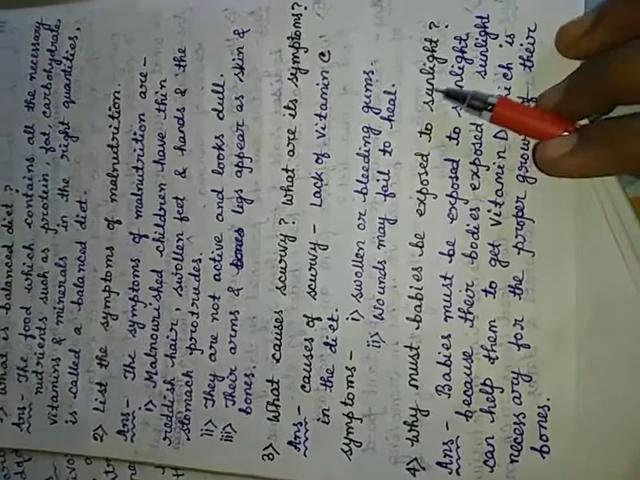 What is balanced diet?
Ans- The food which contains all the necessary
nutrients such as protein, fat, carbohydrate
vitamins & minerals in the right quantities,
is called a balanced diet.
2) List the symptoms of malnutrition.
Ans- The symptoms of malnutrition are-
i) Malnourished children have thin
reddish hair, swollen feet & hands & the
stomach protrudes.
ii) They are not active and looks dull.
iii) Their arms & legs appear as skin &
bones.
3) What causes scurvy? What are its symptoms?
Ans- causes of scurvy- Lack of Vitamin C
in the diet.
symptoms- i) swollen or bleeding gums.
ii) Wounds may fail to heal.
4) Why must babies be exposed to sunlight?
Ans- Babies must be exposed to sunlight,
because their bodies exposed sunlight
can help them to get Vitamin D which is
necessary for the proper growth their
bones.